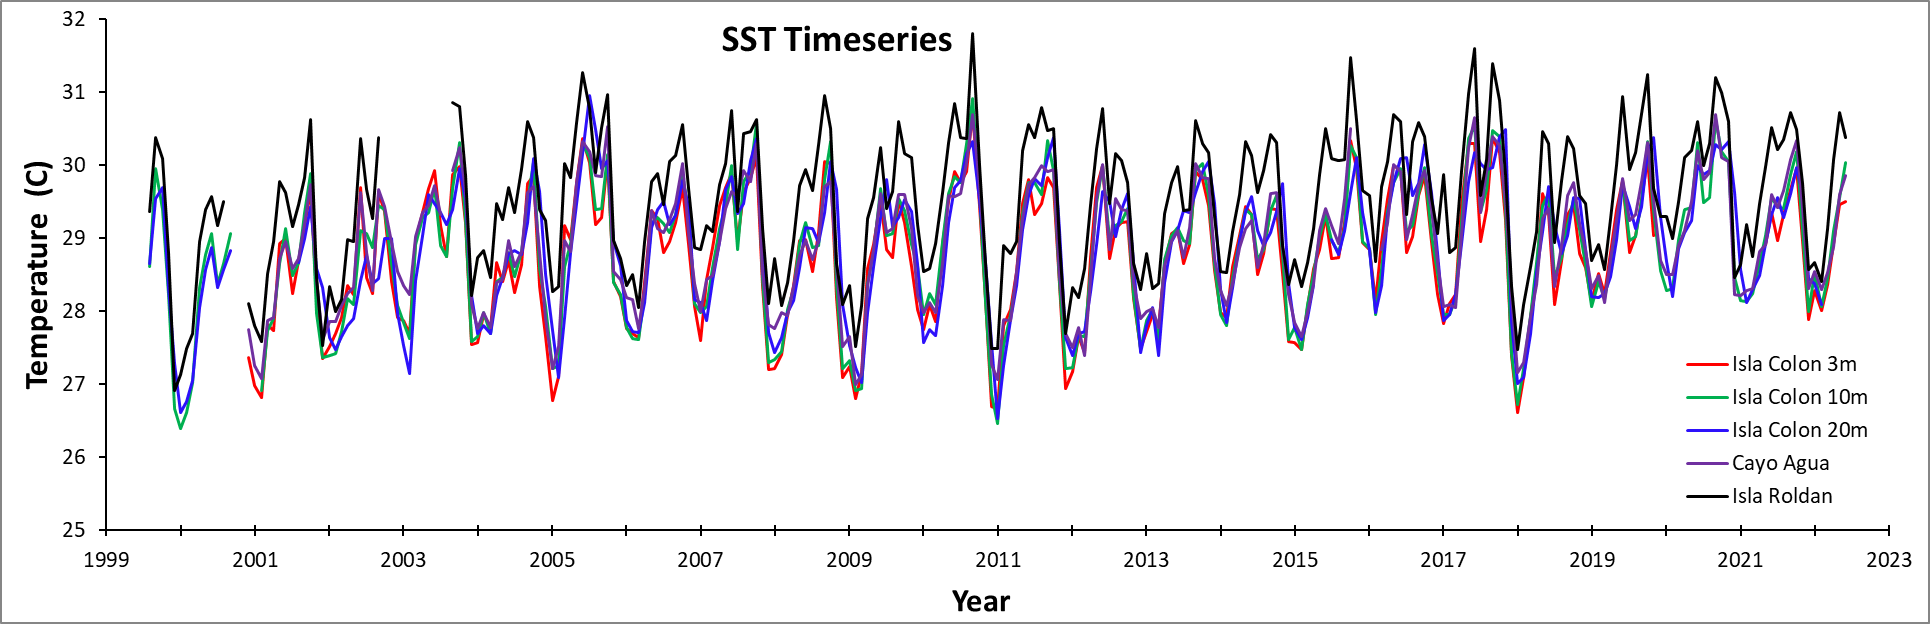 SST Timeseries
32
31
30
29
28
27
26
25
Temperature (C)
Isla Colon 3m
Isla Colon 10m
Isla Colon 20m
Cayo Agua
Isla Roldan
1999 2001 2003 2005 2007 2009 2011 2013 2015 2017 2019 2021 2023
Year